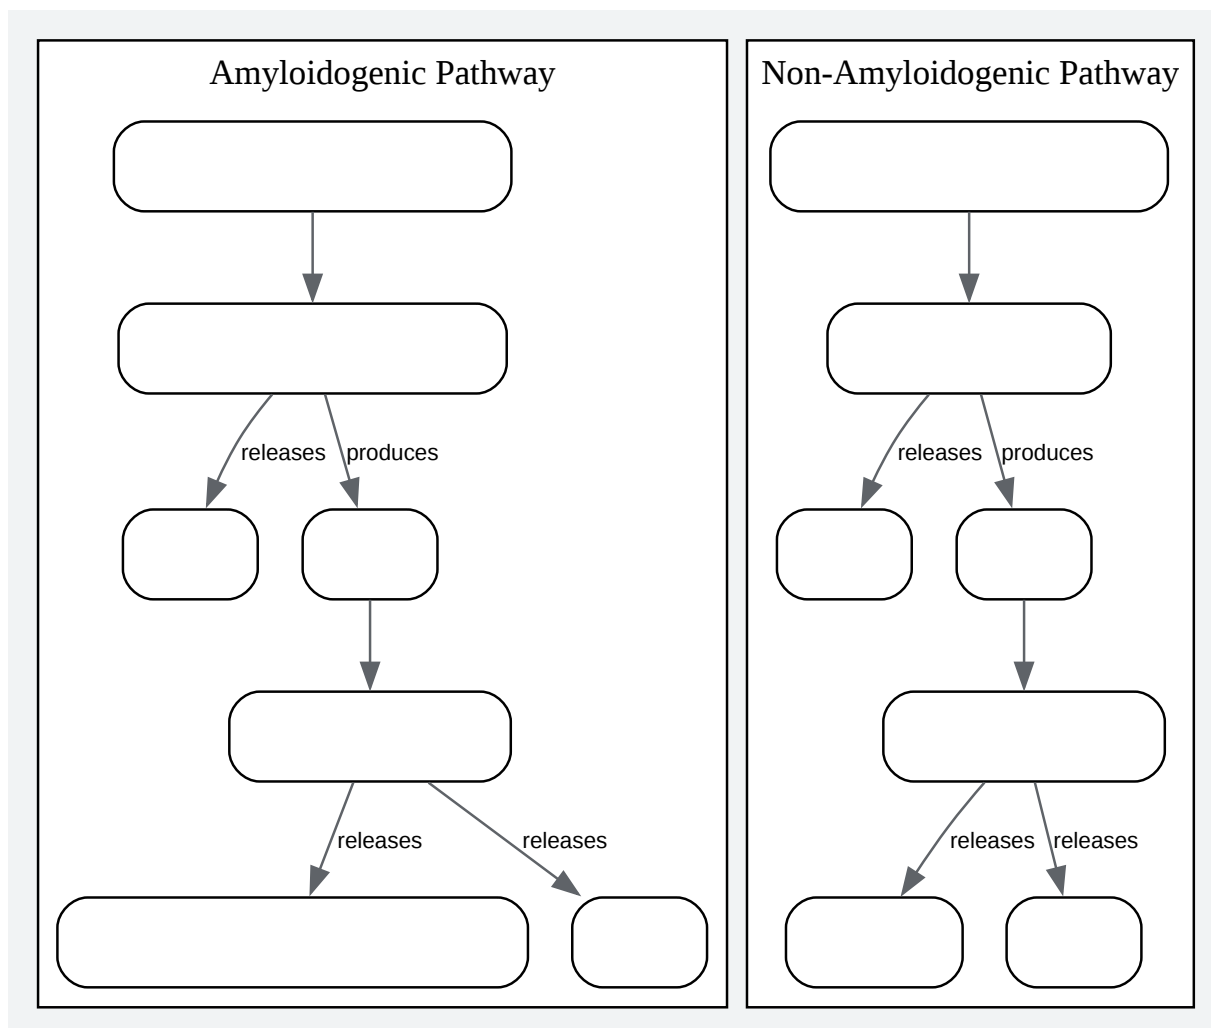 Amyloidogenic Pathway
Non-Amyloidogenic Pathway
releases
produces
releases
produces
releases
releases
releases
releases